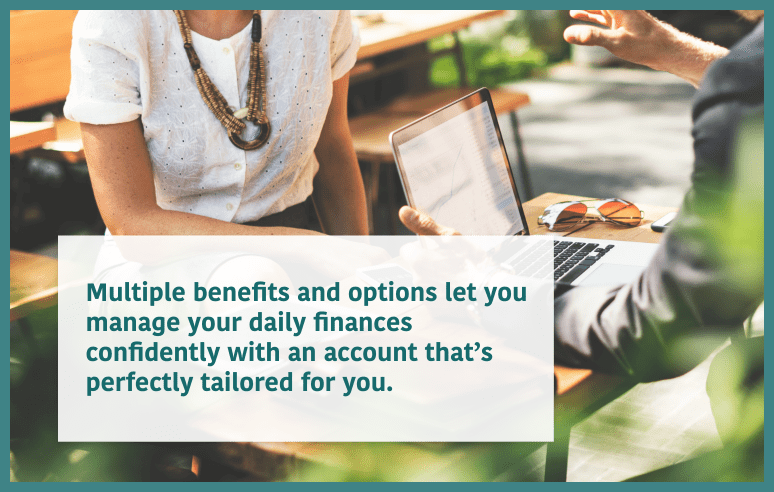 Multiple benefits and options let you
manage your daily finances
confidently with an account that’s
perfectly tailored for you.